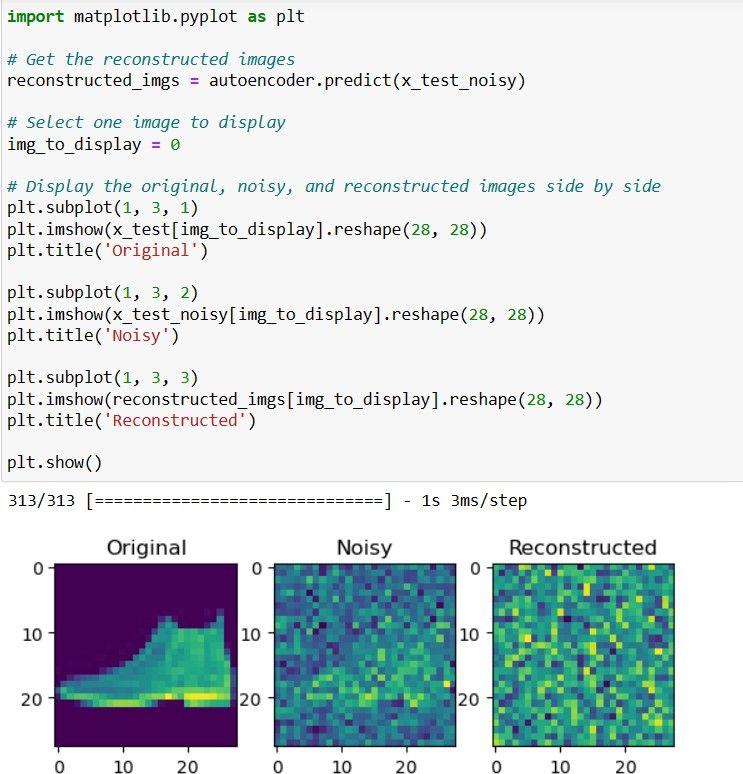 import matplotlib.pyplot as plt
# Get the reconstructed images
reconstructed_imgs = autoencoder.predict(x_test_noisy)
# Select one image to display
img_to_display = 0
# Display the original, noisy, and reconstructed images side by side
plt.subplot(1, 3, 1)
plt.imshow(x_test[img_to_display].reshape(28, 28))
plt.title('Original')
plt.subplot(1, 3, 2)
plt.imshow(x_test_noisy[img_to_display].reshape(28, 28))
plt.title('Noisy')
plt.subplot(1, 3, 3)
plt.imshow(reconstructed_imgs[img_to_display].reshape(28, 28))
plt.title('Reconstructed')
plt.show()
313/313 [==============================] - 1s 3ms/step
Original Noisy Reconstructed
0 0 0
10 10 10
20 20 20
0 10 20 0 10 20 0 10 20